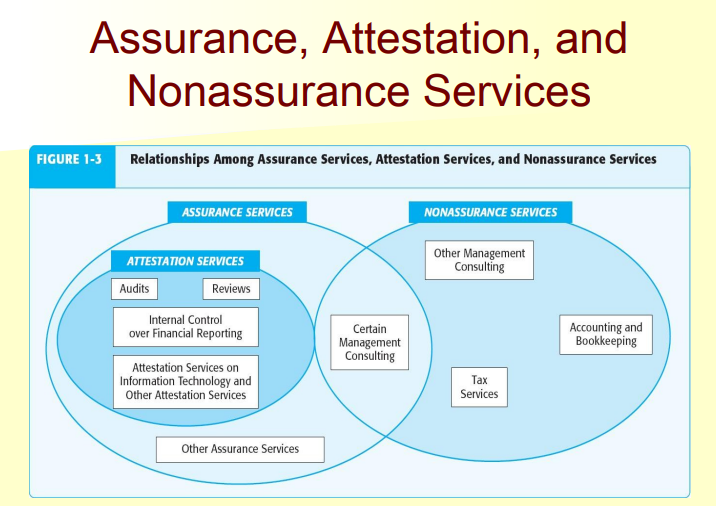 Assurance, Attestation, and
Nonassurance Services
FIGURE 1-3
Relationships Among Assurance Services, Attestation Services, and Nonassurance Services
ASSURANCE SERVICES
NONASSURANCE SERVICES
ATTESTATION SERVICES
Audits
Reviews
Internal Control
over Financial Reporting
Attestation Services on
Information Technology and
Other Attestation Services
Other Assurance Services
Certain
Management
Consulting
Other Management
Consulting
Accounting and
Bookkeeping
Tax
Services